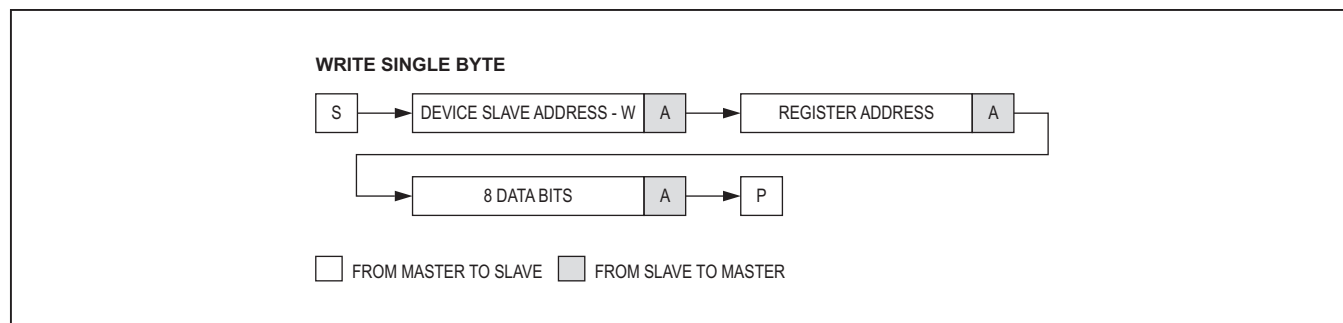 WRITE SINGLE BYTE
S DEVICE SLAVE ADDRESS - W A REGISTER ADDRESS A
8 DATA BITS A P
FROM MASTER TO SLAVE FROM SLAVE TO MASTER